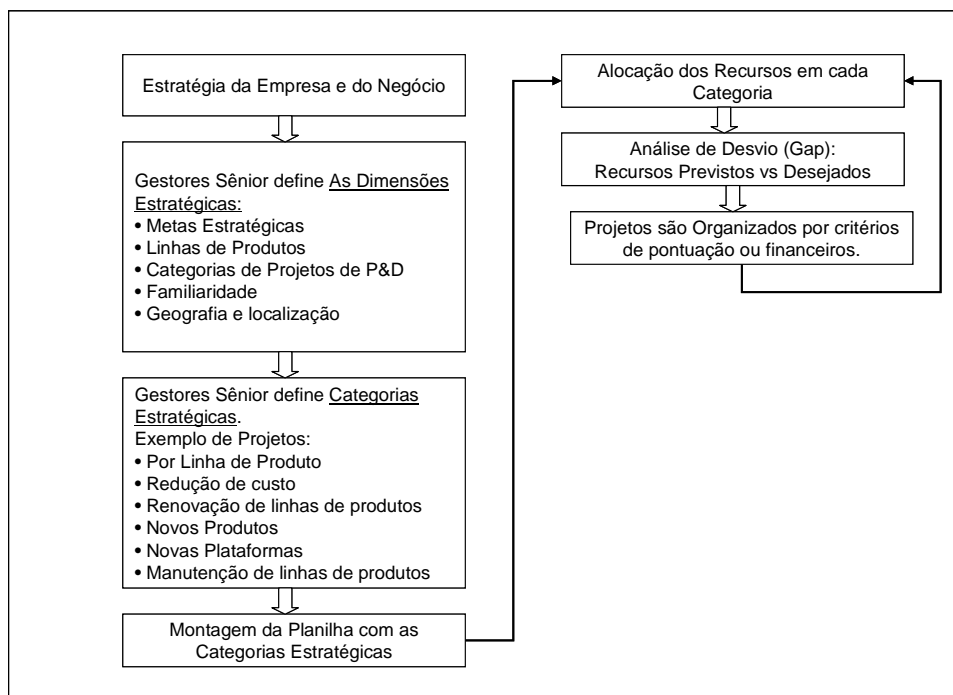 Estratégia da Empresa e do Negócio
Gestores Sênior define As Dimensões
Estratégicas:
• Metas Estratégicas
• Linhas de Produtos
• Categorias de Projetos de P&D
• Familiaridade
• Geografia e localização
Gestores Sênior define Categorias
Estratégicas.
Exemplo de Projetos:
• Por Linha de Produto
• Redução de custo
• Renovação de linhas de produtos
• Novos Produtos
• Novas Plataformas
• Manutenção de linhas de produtos
Montagem da Planilha com as
Categorias Estratégicas
Alocação dos Recursos em cada
Categoria
Análise de Desvio (Gap):
Recursos Previstos vs Desejados
Projetos são Organizados por critérios
de pontuação ou financeiros.